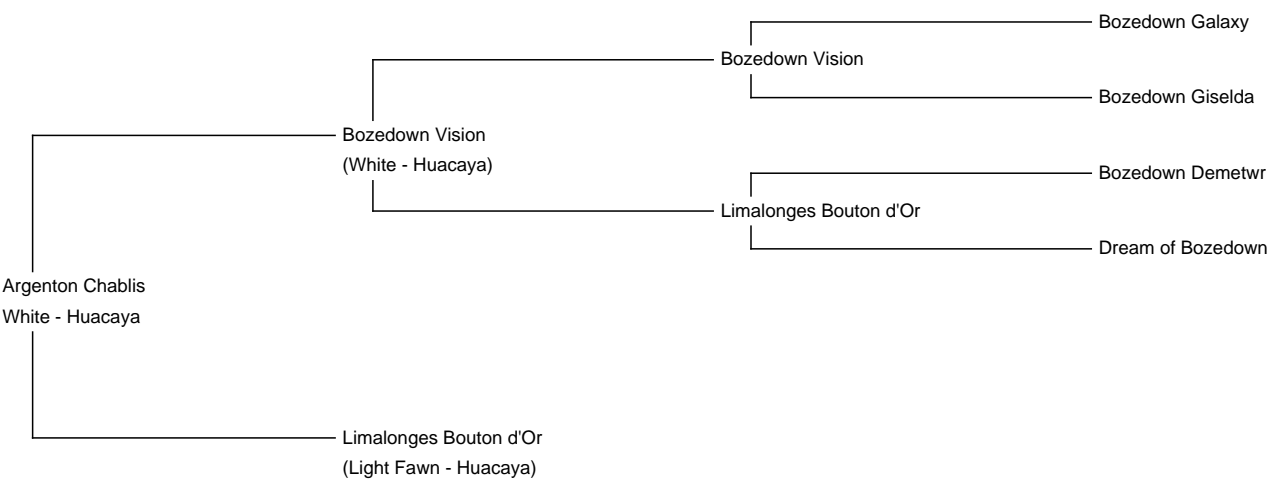 Bozedown Galaxy
Bozedown Vision
Bozedown Giselda
Bozedown Vision
(White - Huacaya)
Bozedown Demetwr
Limalonges Bouton d'Or
Dream of Bozedown
Argenton Chablis
White - Huacaya
Limalonges Bouton d'Or
(Light Fawn - Huacaya)